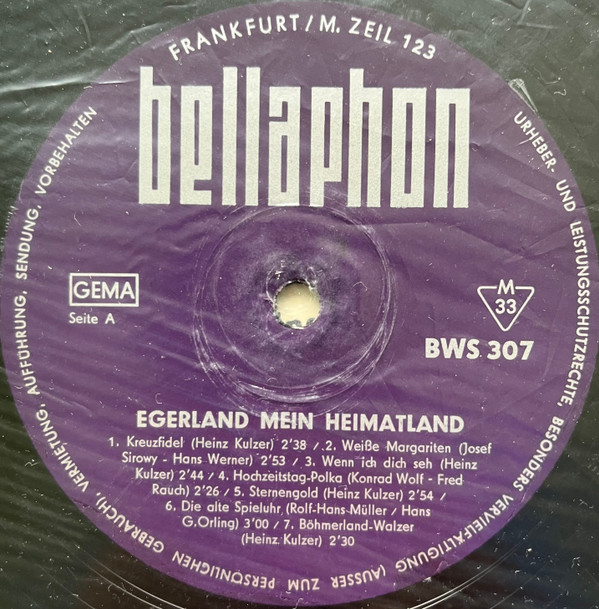 FRANKFURT/M. ZEIL 123
bellaphon
URHEBER- UND LEISTUNGSSCHUTZRECHTE, BESONDERS VERVIELFÄLTIGUNG (AUSSER ZUM PERSÖNLICHEN GEBRAUCH), VERMIETUNG, AUFFÜHRUNG, SENDUNG, VORBEHALTEN
GEMA
Seite A
M
33
BWS 307
EGERLAND MEIN HEIMATLAND
1. Kreuzfidel (Heinz Kulzer) 2'38 / 2. Weiße Margariten (Josef
Sirowy - Hans Werner) 2'53 / 3. Wenn ich dich seh (Heinz
Kulzer) 2'44 / 4. Hochzeitstag-Polka (Konrad Wolf - Fred
Rauch) 2'26 / 5. Sternengold (Heinz Kulzer) 2'54 /
6. Die alte Spieluhr (Rolf-Hans-Müller / Hans
G.Orling) 3'00 / 7. Böhmerland-Walzer
(Heinz Kulzer) 2'30